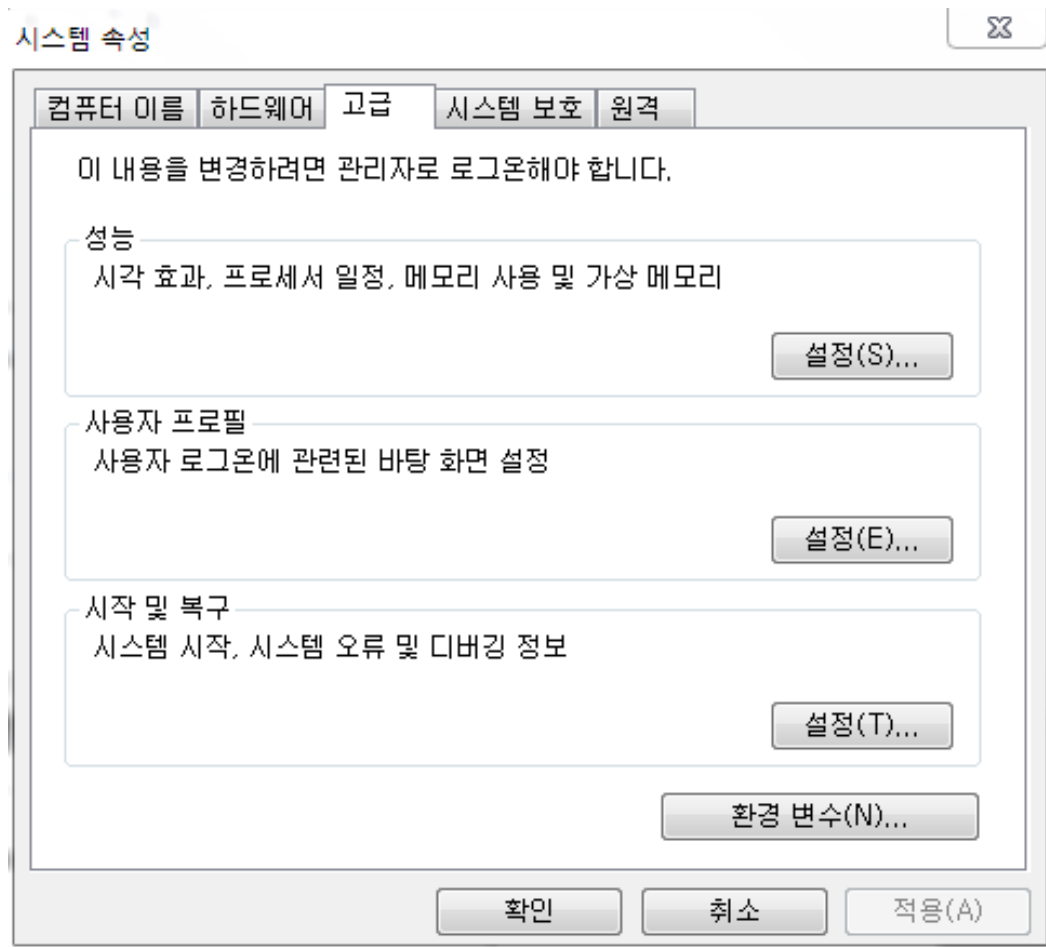 시스템 속성
컴퓨터 이름 하드웨어 고급 시스템 보호 원격
이 내용을 변경하려면 관리자로 로그온해야 합니다.
성능
시각 효과, 프로세서 일정, 메모리 사용 및 가상 메모리
설정(S)...
사용자 프로필
사용자 로그온에 관련된 바탕 화면 설정
설정(E)...
시작 및 복구
시스템 시작, 시스템 오류 및 디버깅 정보
설정(T)...
환경 변수(N)...
확인 취소 적용(A)